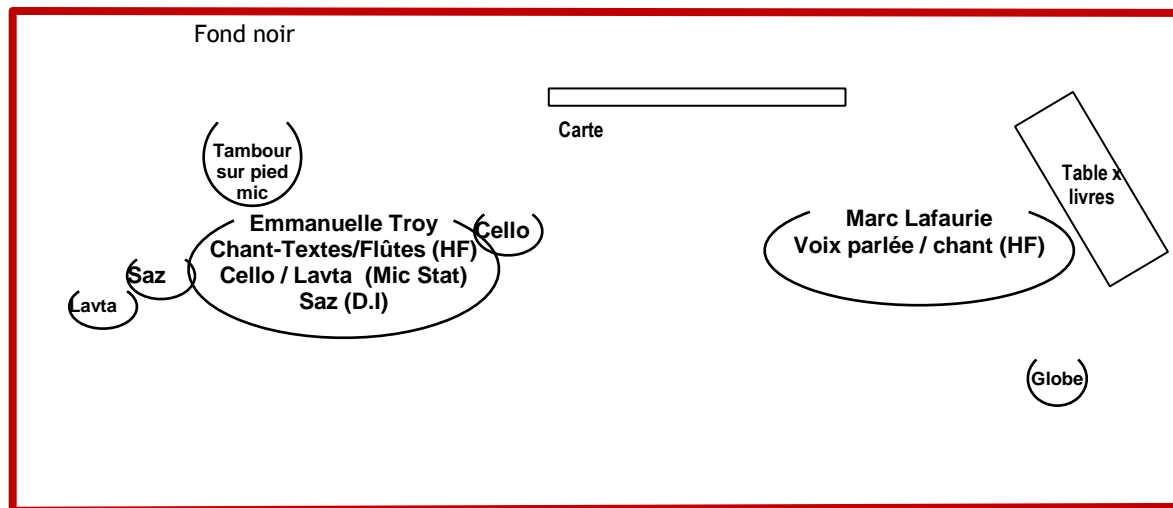 Fond noir
Carte
Tambour
sur pied
mic
Table x
livres
Emmanuelle Troy
Chant-Textes/Flûtes (HF)
Cello / Lavta (Mic Stat)
Saz (D.I)
Cello
Marc Lafaurie
Voix parlée / chant (HF)
Saz
Lavta
Globe